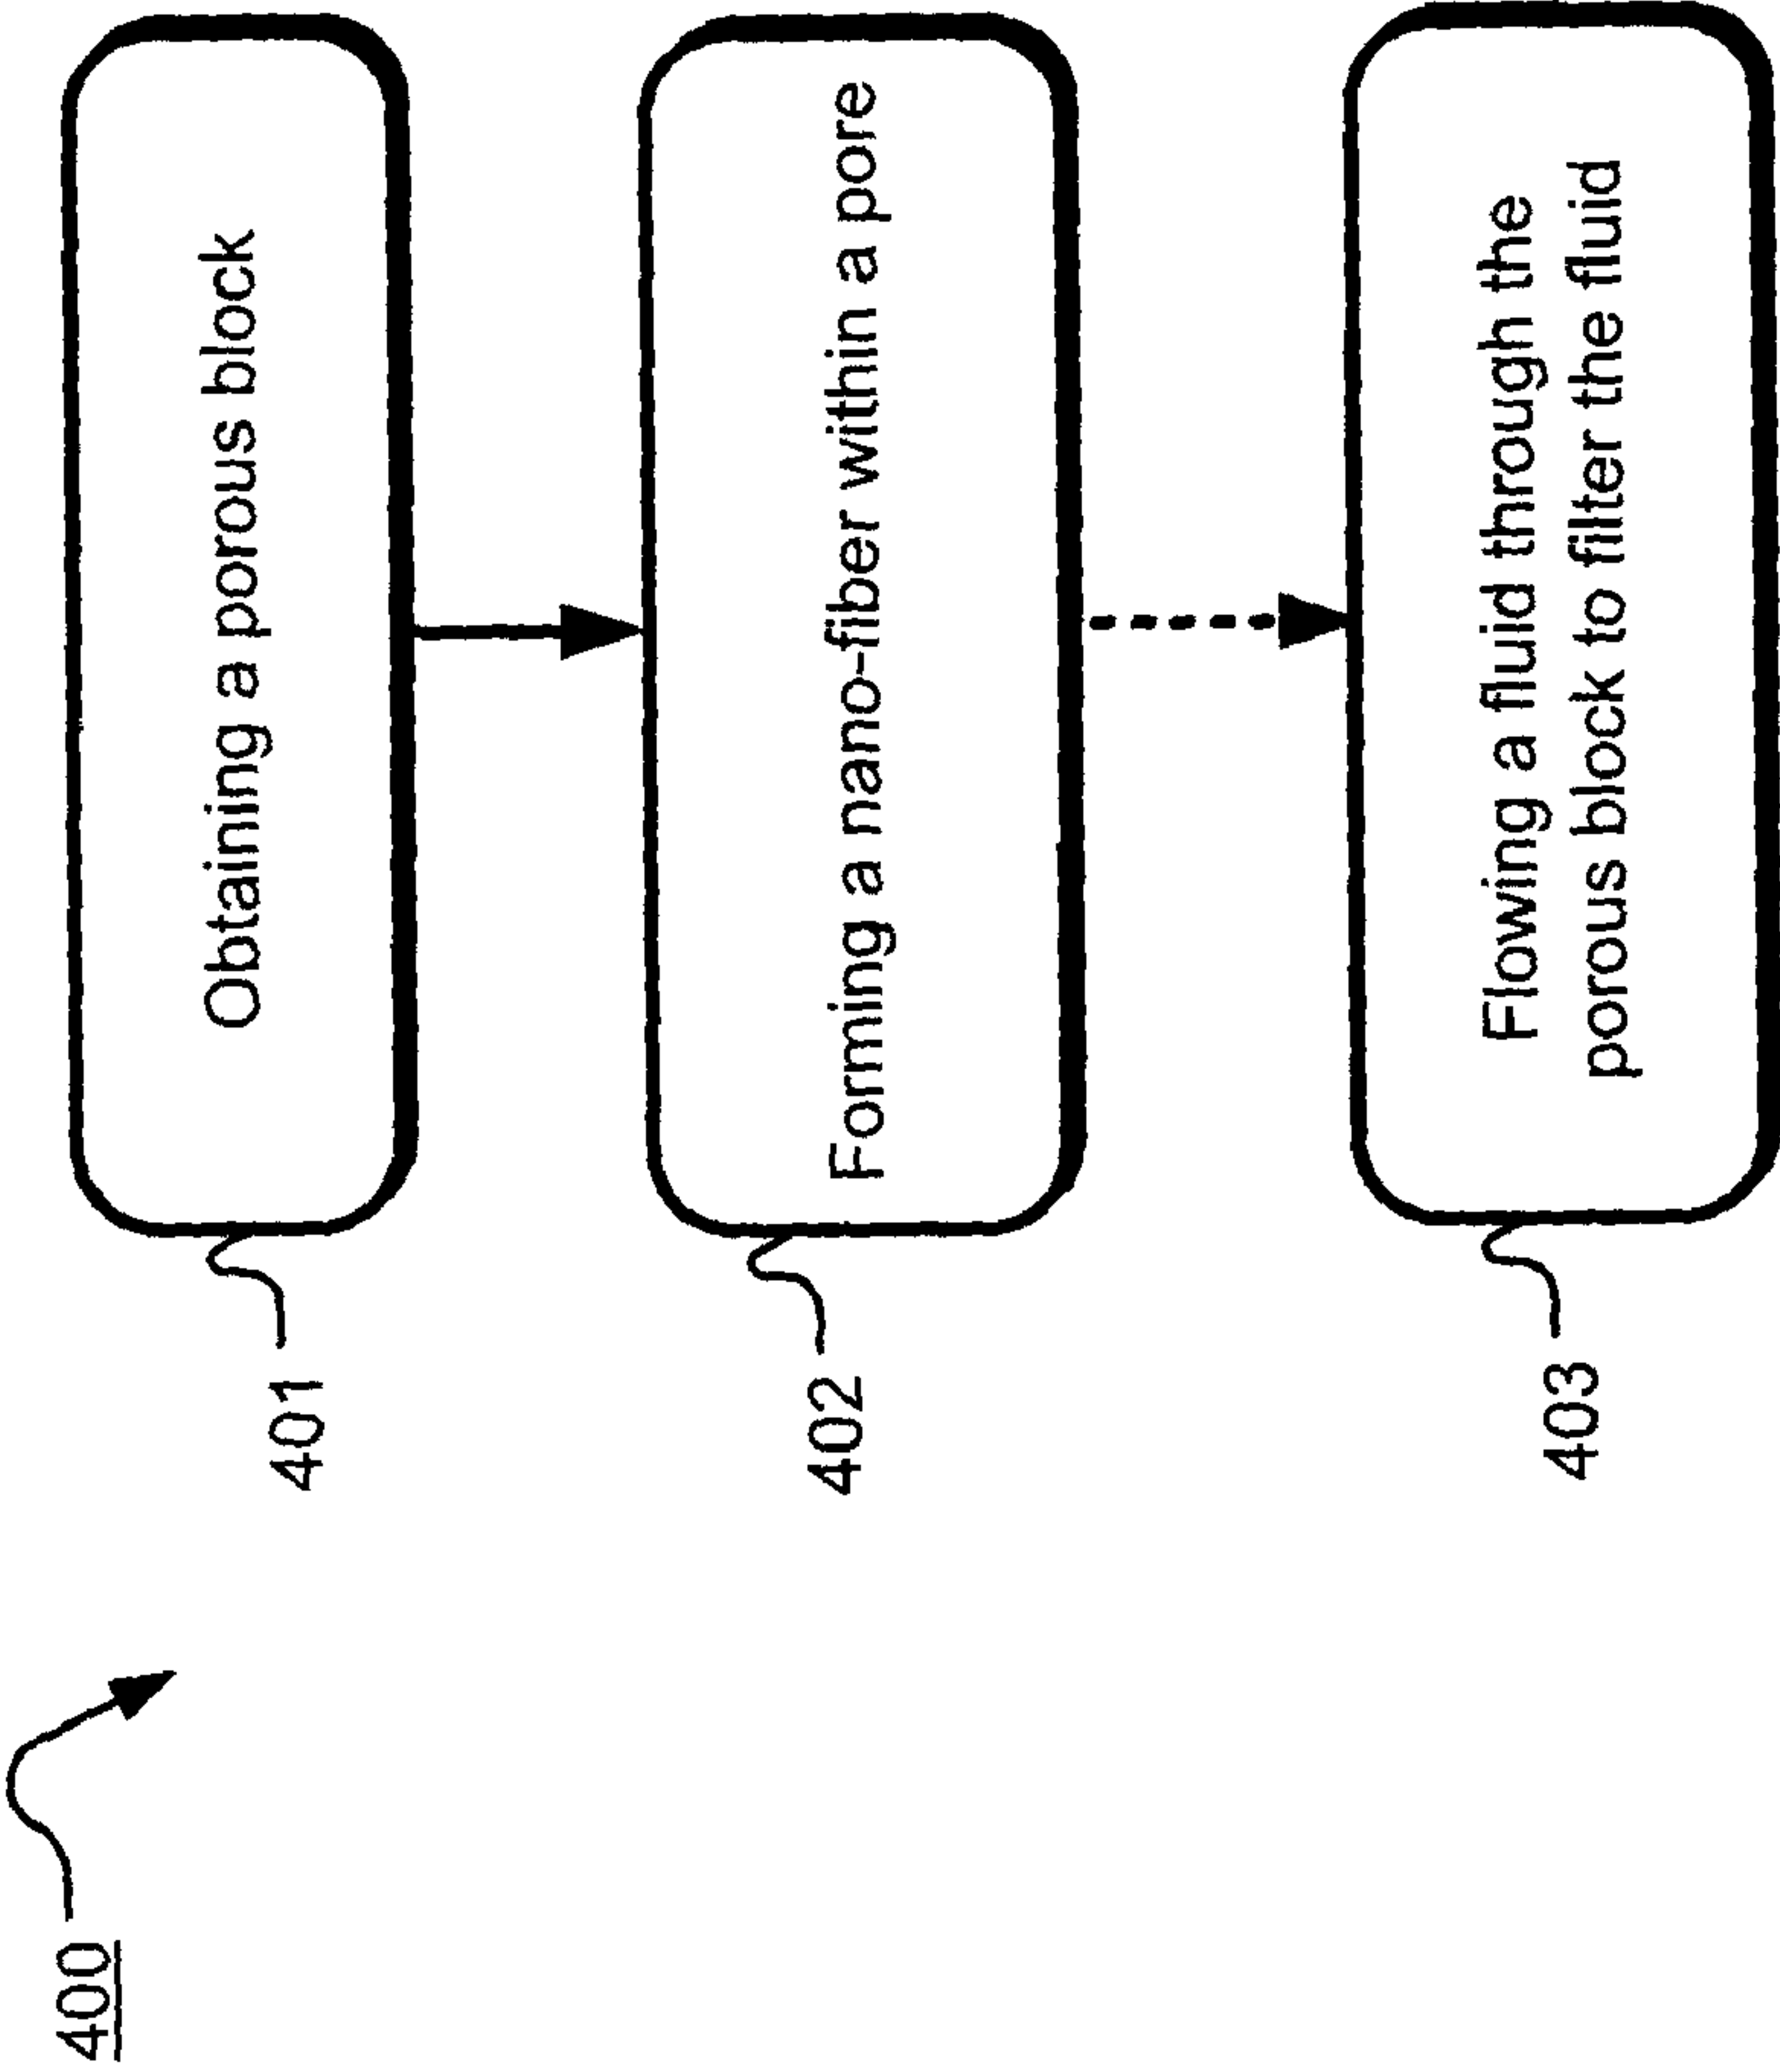 400
401
Obtaining a porous block
402
Forming a nano-fiber within a pore
403
Flowing a fluid through the
porous block to filter the fluid